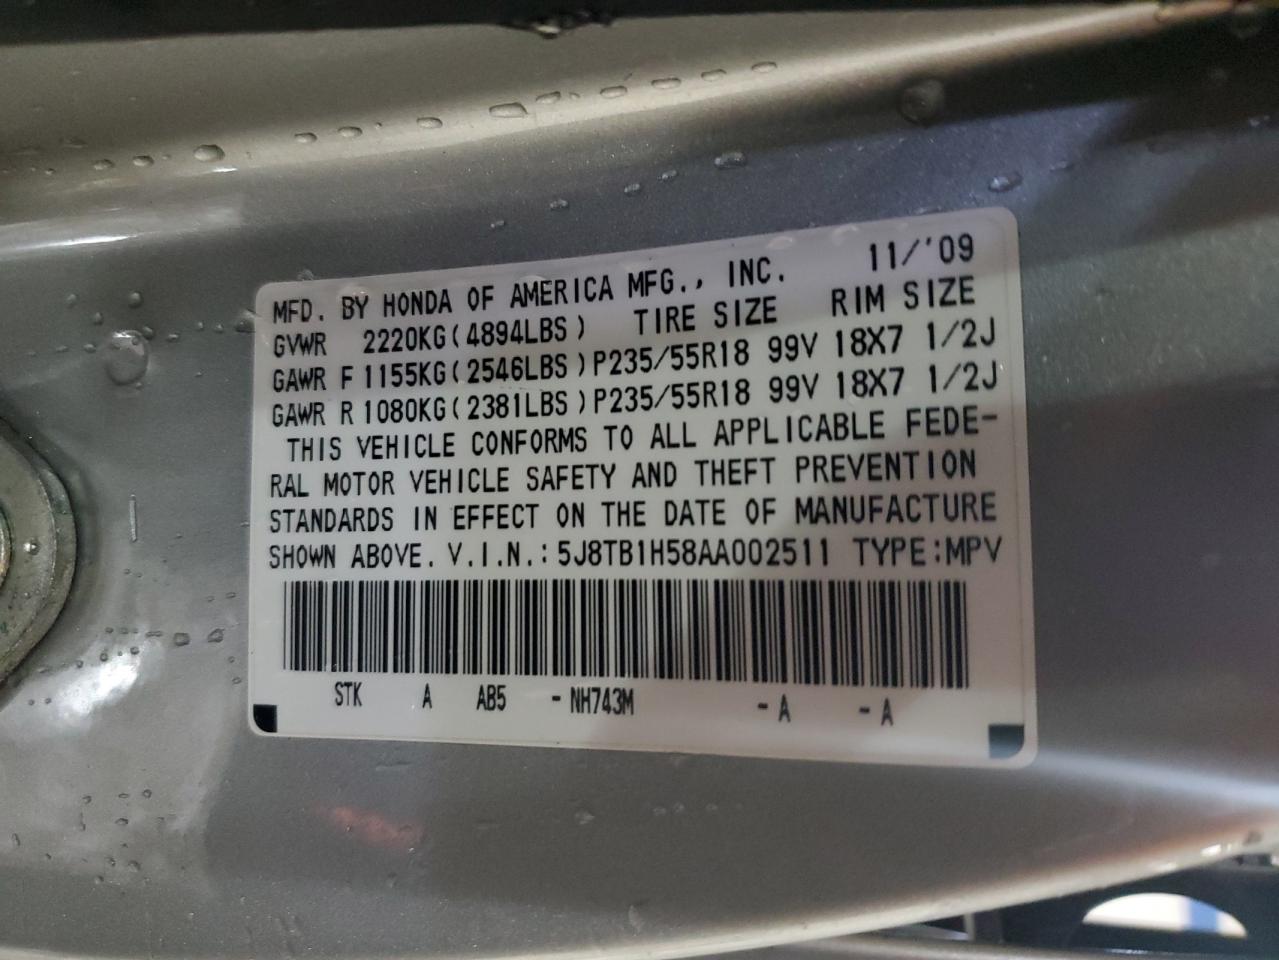 MFD. BY HONDA OF AMERICA MFG., INC. 11/'09
GVWR 2220KG(4894LBS) TIRE SIZE RIM SIZE
GAWR F 1155KG(2546LBS)P235/55R18 99V 18X7 1/2J
GAWR R 1080KG(2381LBS)P235/55R18 99V 18X7 1/2J
THIS VEHICLE CONFORMS TO ALL APPLICABLE FEDE-
RAL MOTOR VEHICLE SAFETY AND THEFT PREVENTION
STANDARDS IN EFFECT ON THE DATE OF MANUFACTURE
SHOWN ABOVE. V.I.N.: 5J8TB1H58AA002511 TYPE:MPV
STK A AB5 -NH743M -A -A